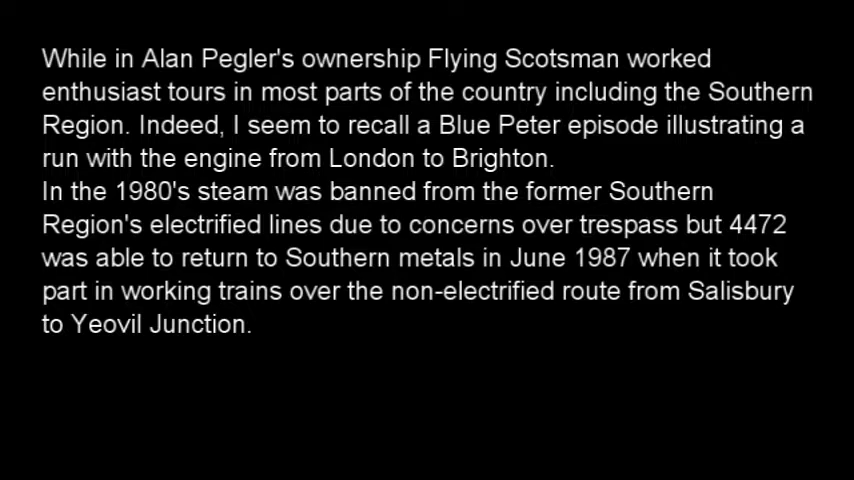 While in Alan Pegler's ownership Flying Scotsman worked
enthusiast tours in most parts of the country including the Southern
Region. Indeed, I seem to recall a Blue Peter episode illustrating a
run with the engine from London to Brighton.
In the 1980's steam was banned from the former Southern
Region's electrified lines due to concerns over trespass but 4472
was able to return to Southern metals in June 1987 when it took
part in working trains over the non-electrified route from Salisbury
to Yeovil Junction.